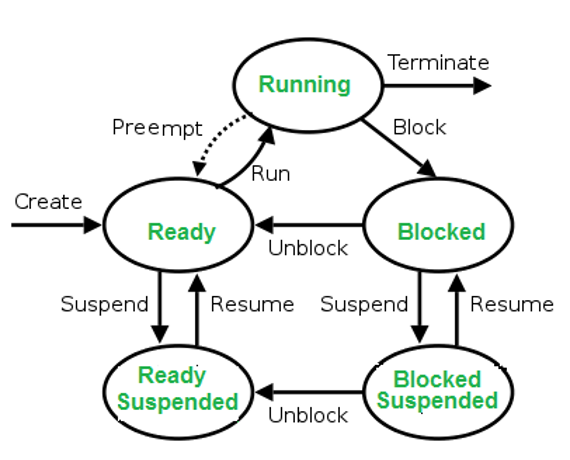 Terminate
Running
Preempt
Block
Run
Create
Ready
Blocked
Unblock
Suspend
Resume
Suspend
Resume
Ready
Suspended
Blocked
Suspended
Unblock